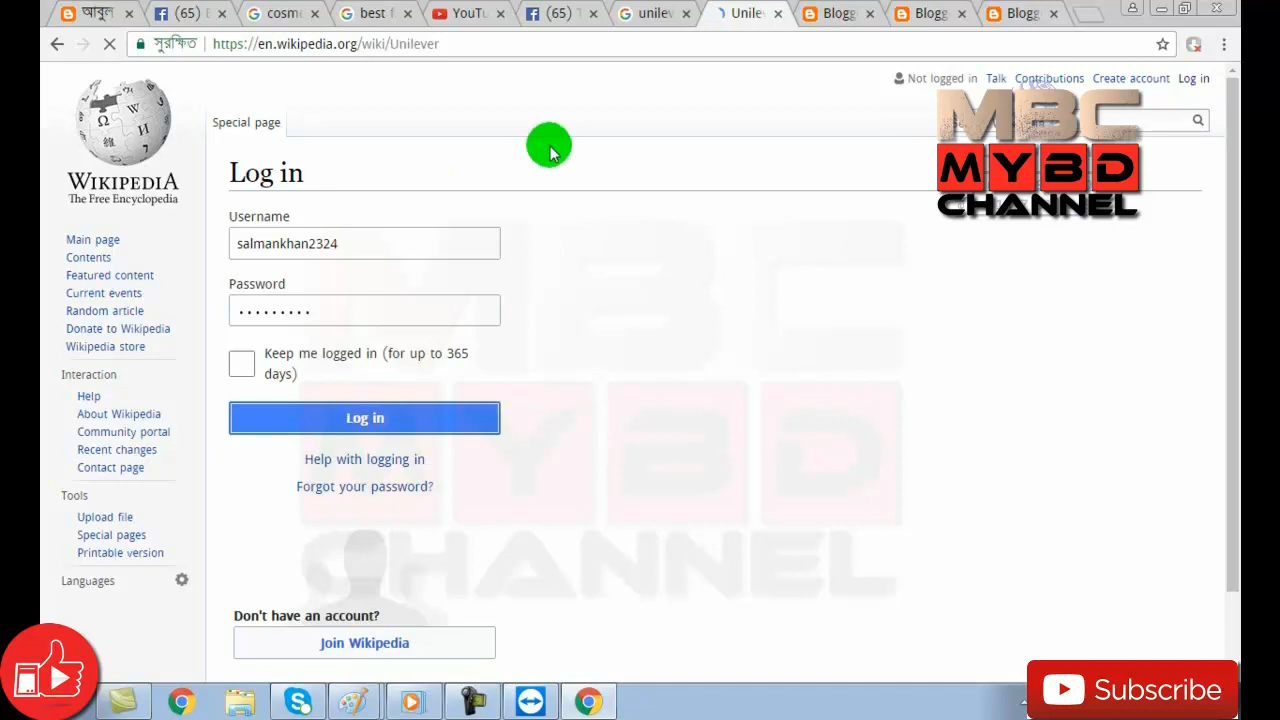 আবুল
(65) E
cosme
best f
YouTu
(65) T
unilev
Unilev
Blogg
Blogg
Blogg
সুরক্ষিত
https://en.wikipedia.org/wiki/Unilever
Not logged in Talk Contributions Create account Log in
MBC
MYBD
CHANNEL
WIKIPEDIA
The Free Encyclopedia
Special page
Log in
Username
salmankhan2324
Password
Keep me logged in (for up to 365
days)
Log in
Help with logging in
Forgot your password?
Don't have an account?
Join Wikipedia
Main page
Contents
Featured content
Current events
Random article
Donate to Wikipedia
Wikipedia store
Interaction
Help
About Wikipedia
Community portal
Recent changes
Contact page
Tools
Upload file
Special pages
Printable version
Languages
MBC
MYBD
CHANNEL
Subscribe